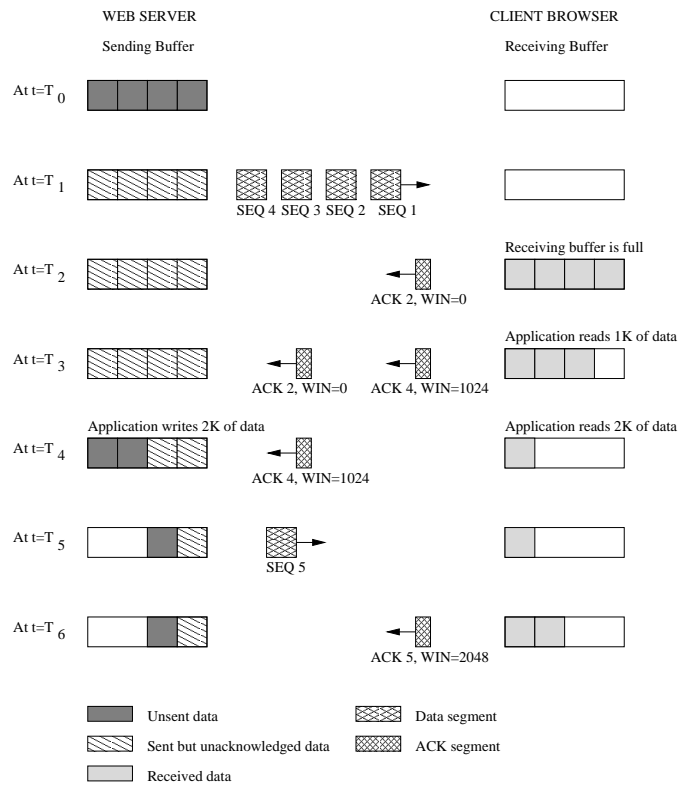 WEB SERVER CLIENT BROWSER
Sending Buffer Receiving Buffer
At t=T 0
At t=T 1
SEQ 4 SEQ 3 SEQ 2 SEQ 1
Receiving buffer is full
At t=T 2
ACK 2, WIN=0
Application reads 1K of data
At t=T 3
ACK 2, WIN=0 ACK 4, WIN=1024
Application writes 2K of data Application reads 2K of data
At t=T 4
ACK 4, WIN=1024
At t=T 5
SEQ 5
At t=T 6
ACK 5, WIN=2048
Unsent data Data segment
Sent but unacknowledged data ACK segment
Received data